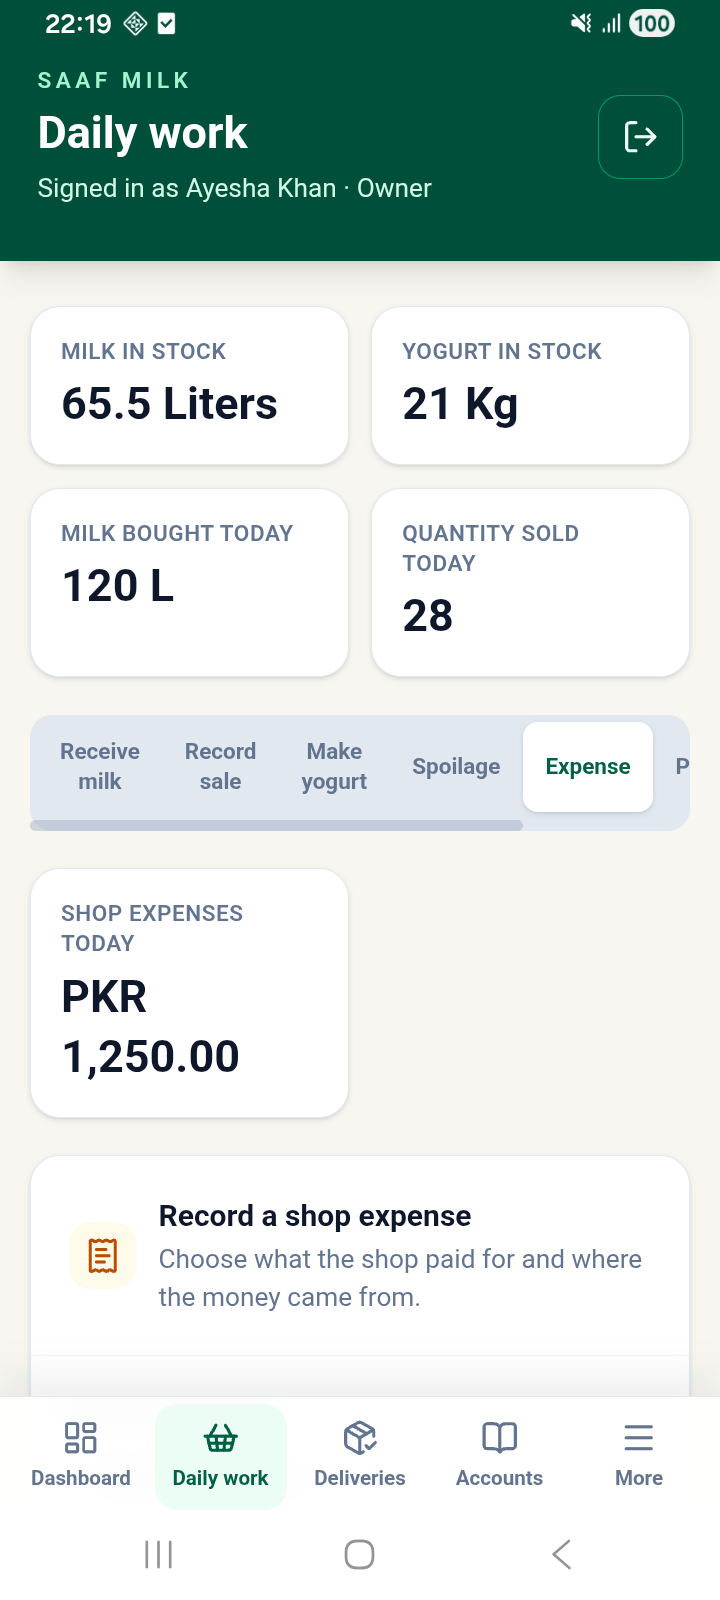 22:19
100
SAAF MILK
Daily work
Signed in as Ayesha Khan · Owner
MILK IN STOCK
65.5 Liters
YOGURT IN STOCK
21 Kg
MILK BOUGHT TODAY
120 L
QUANTITY SOLD
TODAY
28
Receive
milk
Record
sale
Make
yogurt
Spoilage
Expense
P
SHOP EXPENSES
TODAY
PKR
1,250.00
Record a shop expense
Choose what the shop paid for and where
the money came from.
Dashboard
Daily work
Deliveries
Accounts
More